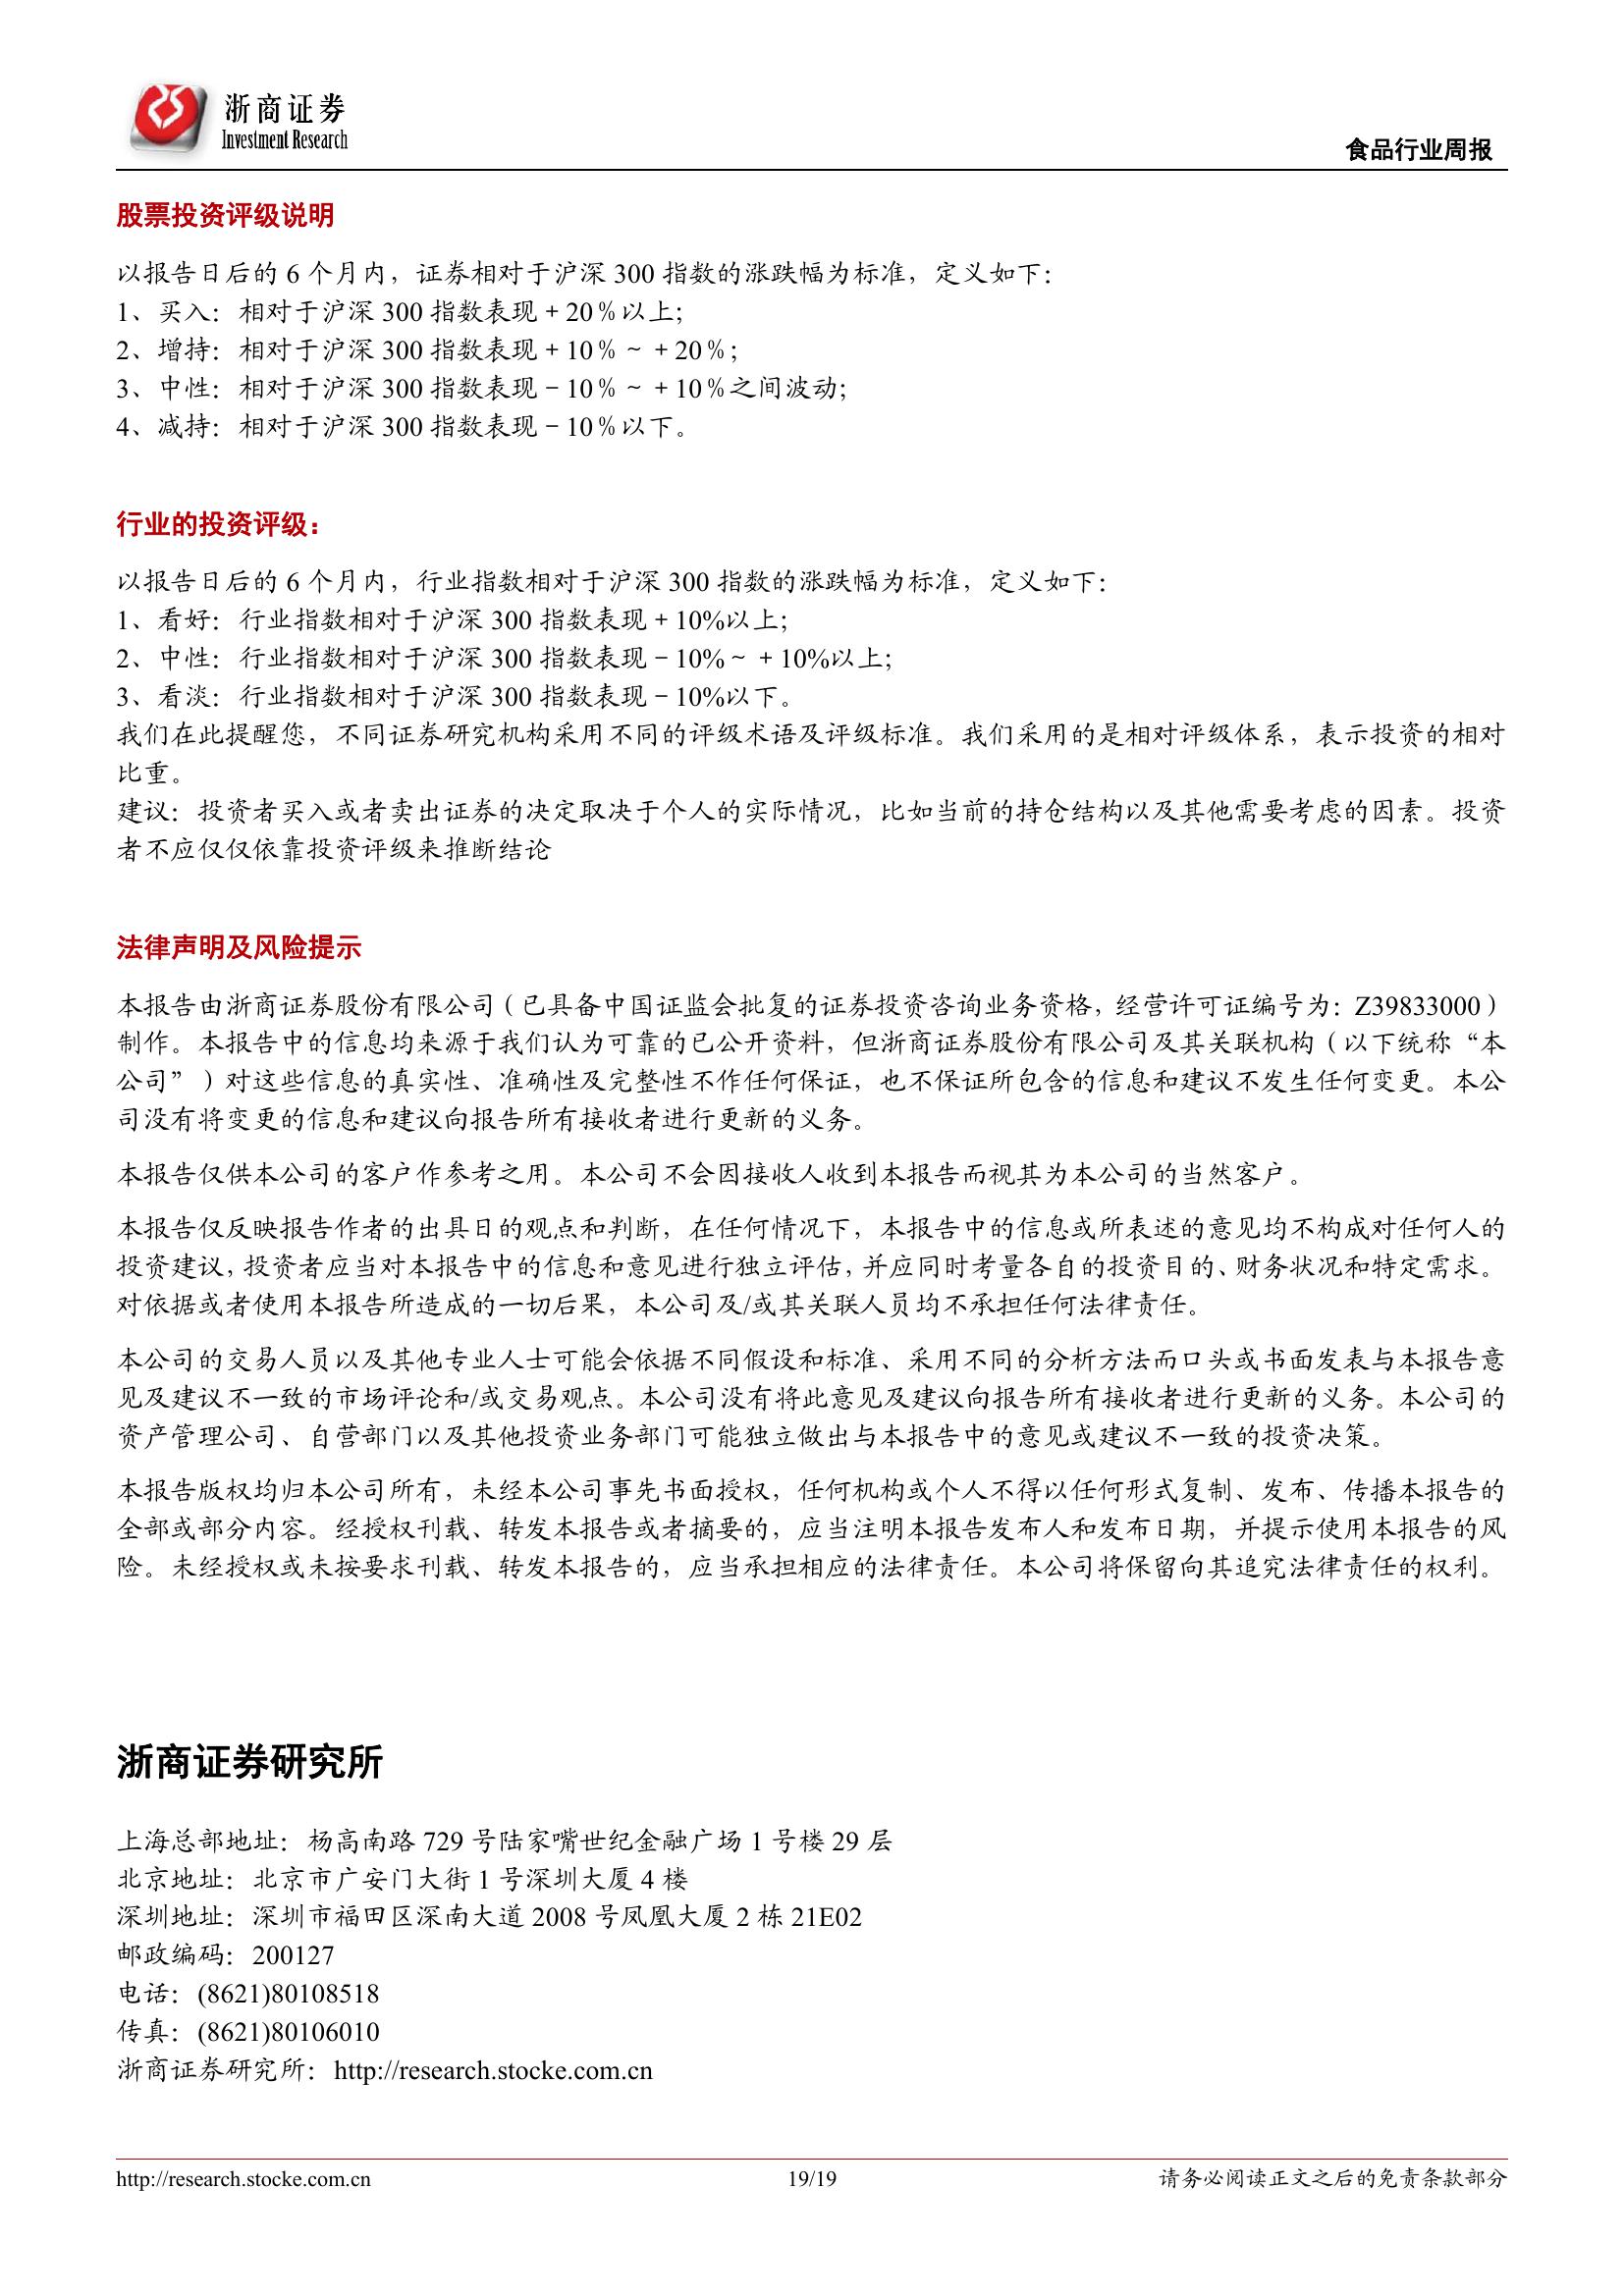 浙商证券
Investment Research
食品行业周报
股票投资评级说明
以报告日后的 6 个月内，证券相对于沪深 300 指数的涨跌幅为标准，定义如下：
1、买入：相对于沪深 300 指数表现＋20％以上；
2、增持：相对于沪深 300 指数表现＋10％～＋20％；
3、中性：相对于沪深 300 指数表现－10％～＋10％之间波动；
4、减持：相对于沪深 300 指数表现－10％以下。
行业的投资评级：
以报告日后的 6 个月内，行业指数相对于沪深 300 指数的涨跌幅为标准，定义如下：
1、看好：行业指数相对于沪深 300 指数表现＋10%以上；
2、中性：行业指数相对于沪深 300 指数表现－10%～＋10%以上；
3、看淡：行业指数相对于沪深 300 指数表现－10%以下。
我们在此提醒您，不同证券研究机构采用不同的评级术语及评级标准。我们采用的是相对评级体系，表示投资的相对
比重。
建议：投资者买入或者卖出证券的决定取决于个人的实际情况，比如当前的持仓结构以及其他需要考虑的因素。投资
者不应仅仅依靠投资评级来推断结论
法律声明及风险提示
本报告由浙商证券股份有限公司（已具备中国证监会批复的证券投资咨询业务资格，经营许可证编号为：Z39833000）
制作。本报告中的信息均来源于我们认为可靠的已公开资料，但浙商证券股份有限公司及其关联机构（以下统称“本
公司”）对这些信息的真实性、准确性及完整性不作任何保证，也不保证所包含的信息和建议不发生任何变更。本公
司没有将变更的信息和建议向报告所有接收者进行更新的义务。
本报告仅供本公司的客户作参考之用。本公司不会因接收人收到本报告而视其为本公司的当然客户。
本报告仅反映报告作者的出具日的观点和判断，在任何情况下，本报告中的信息或所表述的意见均不构成对任何人的
投资建议，投资者应当对本报告中的信息和意见进行独立评估，并应同时考量各自的投资目的、财务状况和特定需求。
对依据或者使用本报告所造成的一切后果，本公司及/或其关联人员均不承担任何法律责任。
本公司的交易人员以及其他专业人士可能会依据不同假设和标准、采用不同的分析方法而口头或书面发表与本报告意
见及建议不一致的市场评论和/或交易观点。本公司没有将此意见及建议向报告所有接收者进行更新的义务。本公司的
资产管理公司、自营部门以及其他投资业务部门可能独立做出与本报告中的意见或建议不一致的投资决策。
本报告版权均归本公司所有，未经本公司事先书面授权，任何机构或个人不得以任何形式复制、发布、传播本报告的
全部或部分内容。经授权刊载、转发本报告或者摘要的，应当注明本报告发布人和发布日期，并提示使用本报告的风
险。未经授权或未按要求刊载、转发本报告的，应当承担相应的法律责任。本公司将保留向其追究法律责任的权利。
浙商证券研究所
上海总部地址：杨高南路 729 号陆家嘴世纪金融广场 1 号楼 29 层
北京地址：北京市广安门大街 1 号深圳大厦 4 楼
深圳地址：深圳市福田区深南大道 2008 号凤凰大厦 2 栋 21E02
邮政编码：200127
电话：(8621)80108518
传真：(8621)80106010
浙商证券研究所：http://research.stocke.com.cn
http://research.stocke.com.cn
19/19
请务必阅读正文之后的免责条款部分